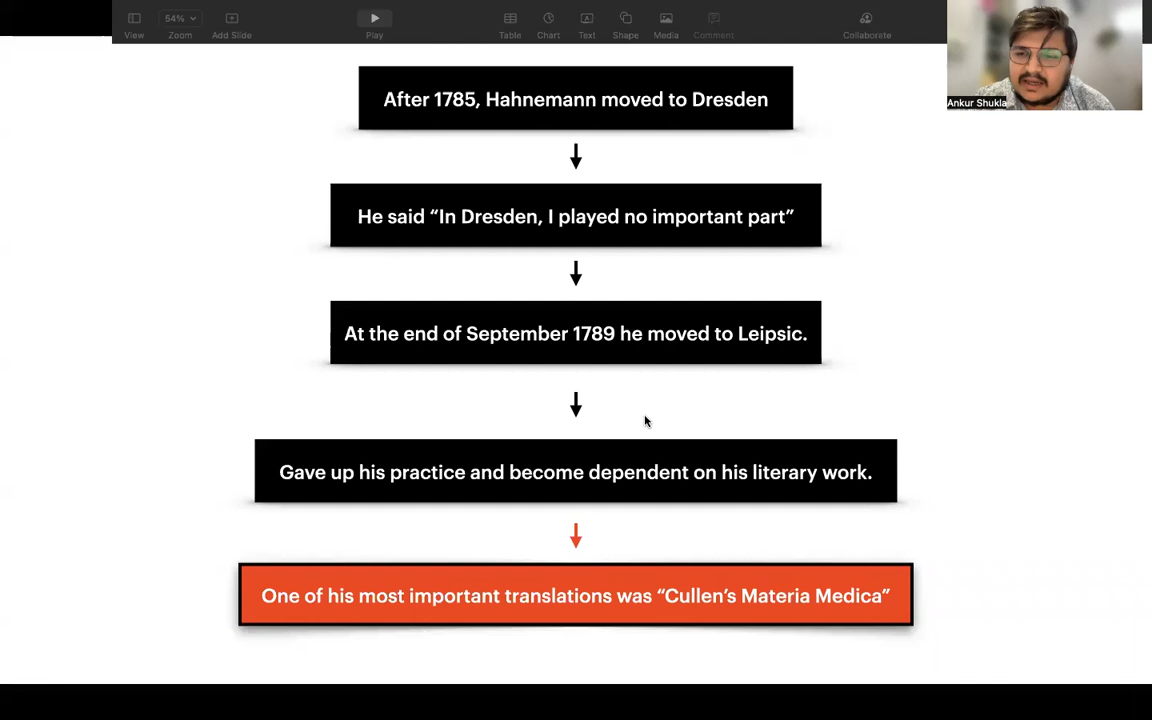 54%
View
Zoom
Add Slide
Play
Table
Chart
Text
Shape
Media
Comment
Collaborate
Ankur Shukla
After 1785, Hahnemann moved to Dresden
He said “In Dresden, I played no important part”
At the end of September 1789 he moved to Leipsic.
Gave up his practice and become dependent on his literary work.
One of his most important translations was “Cullen’s Materia Medica”